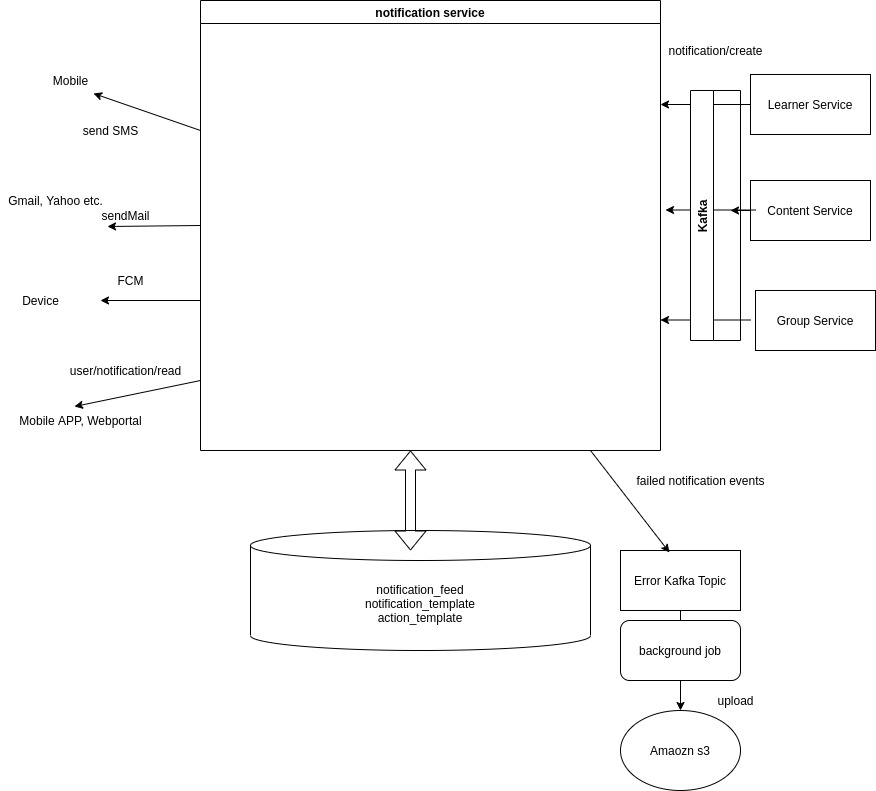 notification service
notification/create
Mobile
send SMS
Learner Service
Gmail, Yahoo etc.
sendMail
Kafka
Content Service
FCM
Device
Group Service
user/notification/read
Mobile APP, Webportal
failed notification events
notification_feed
notification_template
action_template
Error Kafka Topic
background job
upload
Amaozn s3